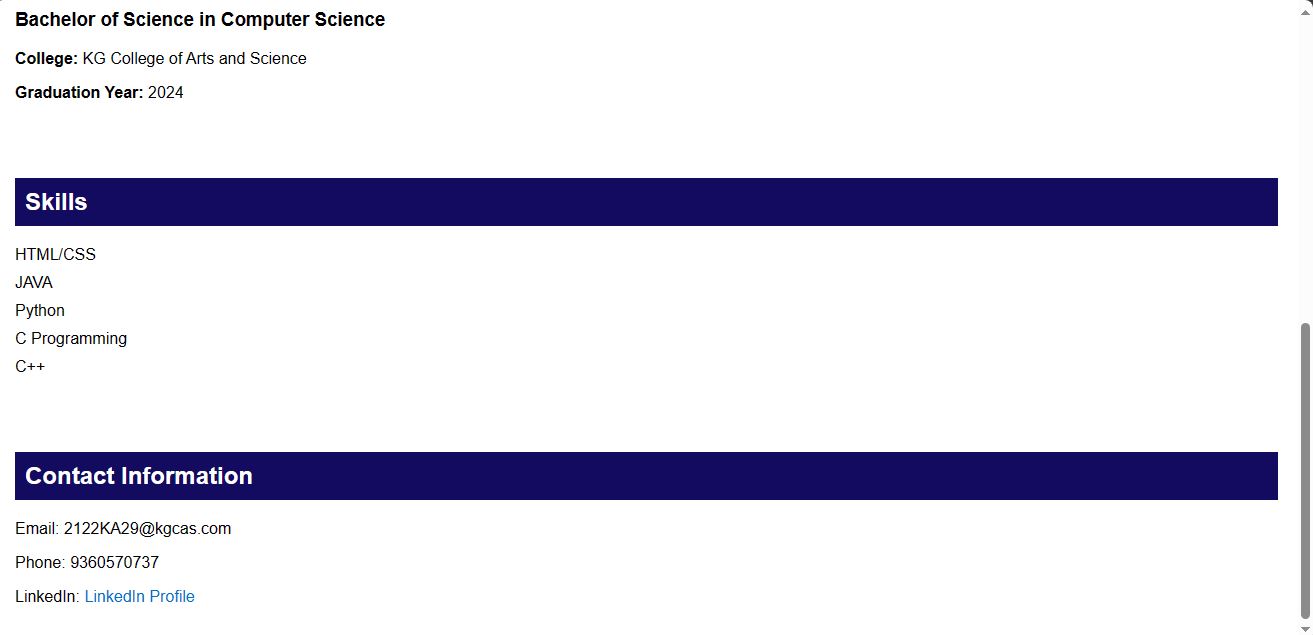 Bachelor of Science in Computer Science
College: KG College of Arts and Science
Graduation Year: 2024
Skills
HTML/CSS
JAVA
Python
C Programming
C++
Contact Information
Email: 2122KA29@kgcas.com
Phone: 9360570737
LinkedIn: LinkedIn Profile